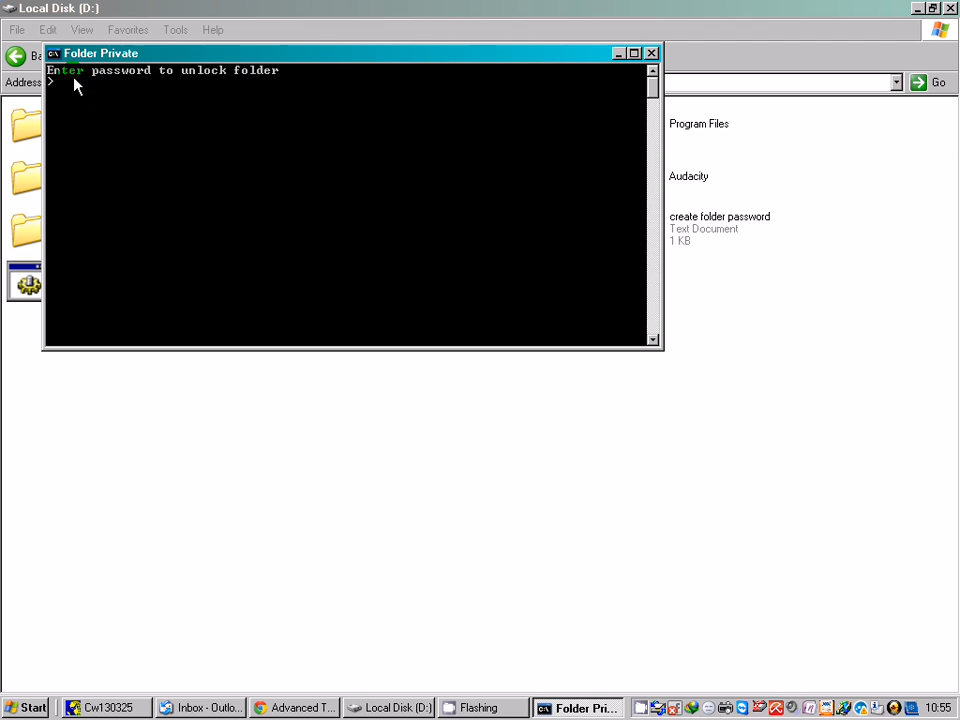 Local Disk (D:)
File Edit View Favorites Tools Help
Ba
Folder Private
Address
Go
Enter password to unlock folder
>
Program Files
Audacity
create folder password
Text Document
1 KB
Start
Cw130325
Inbox - Outlo...
Advanced T...
Local Disk (D:)
Flashing
Folder Pri...
10:55